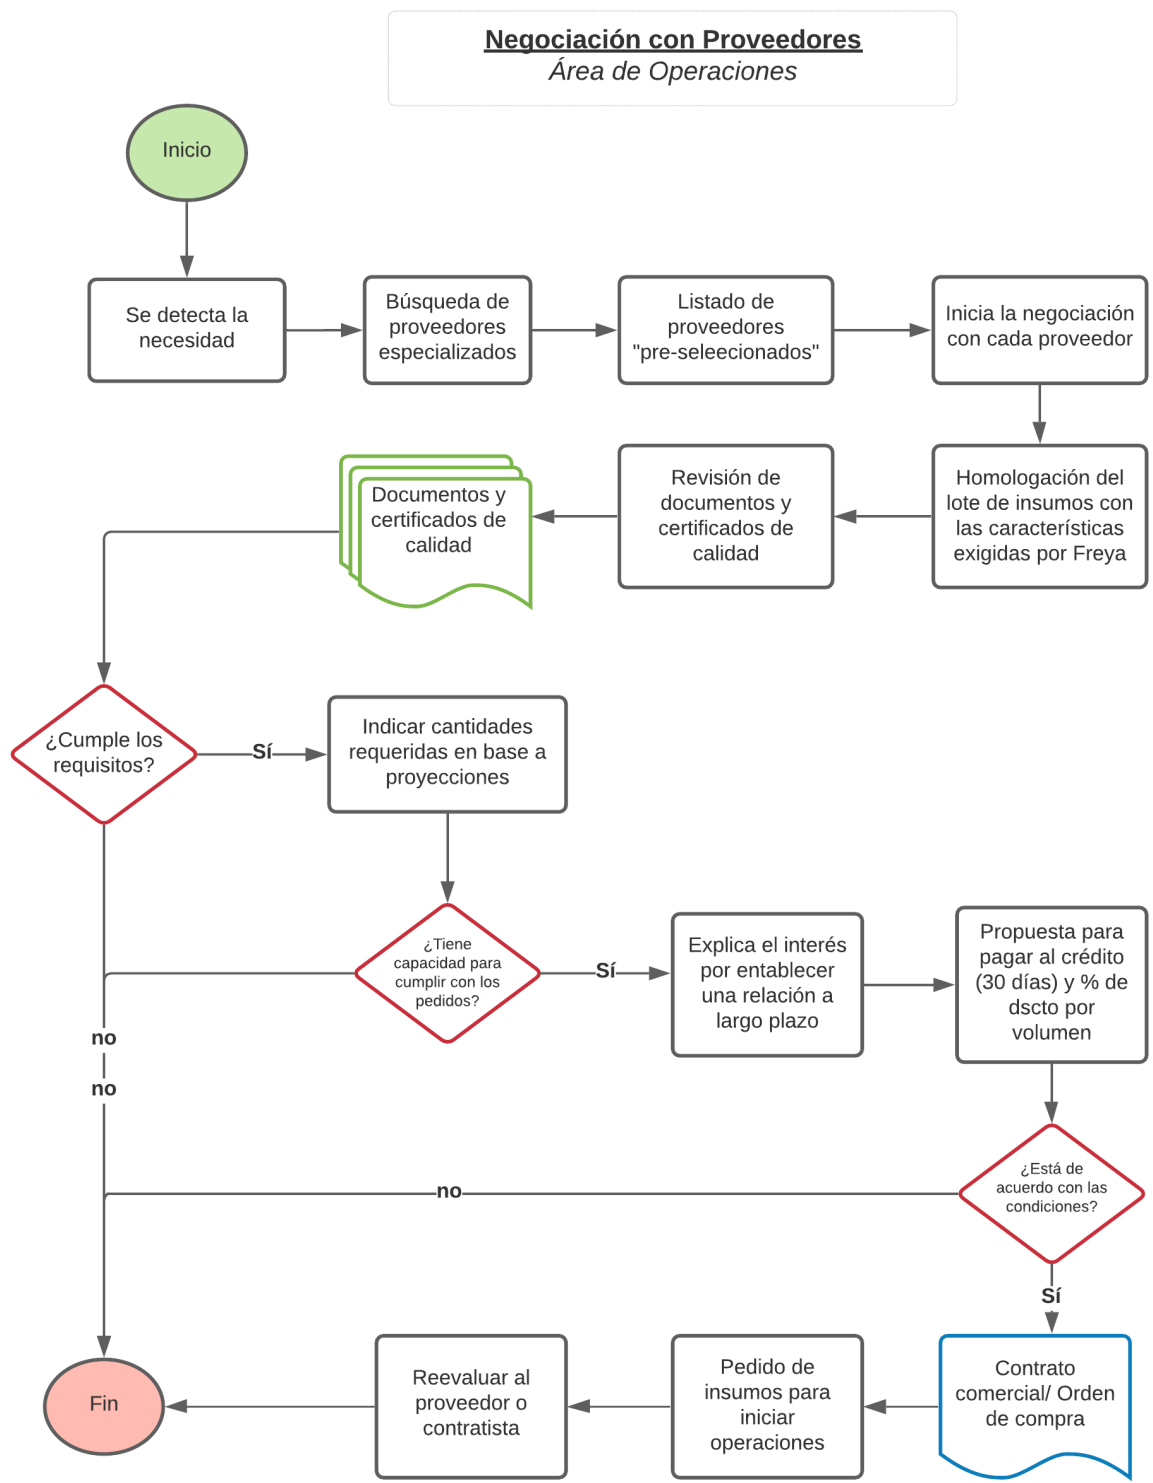 Negociación con Proveedores
Área de Operaciones
Inicio
Se detecta la
necesidad
Búsqueda de
proveedores
especializados
Listado de
proveedores
"pre-seleecionados"
Inicia la negociación
con cada proveedor
Homologación del
lote de insumos con
las características
exigidas por Freya
Revisión de
documentos y
certificados de
calidad
Documentos y
certificados de
calidad
¿Cumple los
requisitos?
Sí
Indicar cantidades
requeridas en base a
proyecciones
¿Tiene
capacidad para
cumplir con los
pedidos?
Sí
Explica el interés
por entablecer
una relación a
largo plazo
Propuesta para
pagar al crédito
(30 días) y % de
dscto por
volumen
no
no
¿Está de
acuerdo con las
condiciones?
no
Sí
Contrato
comercial/ Orden
de compra
Pedido de
insumos para
iniciar
operaciones
Reevaluar al
proveedor o
contratista
Fin